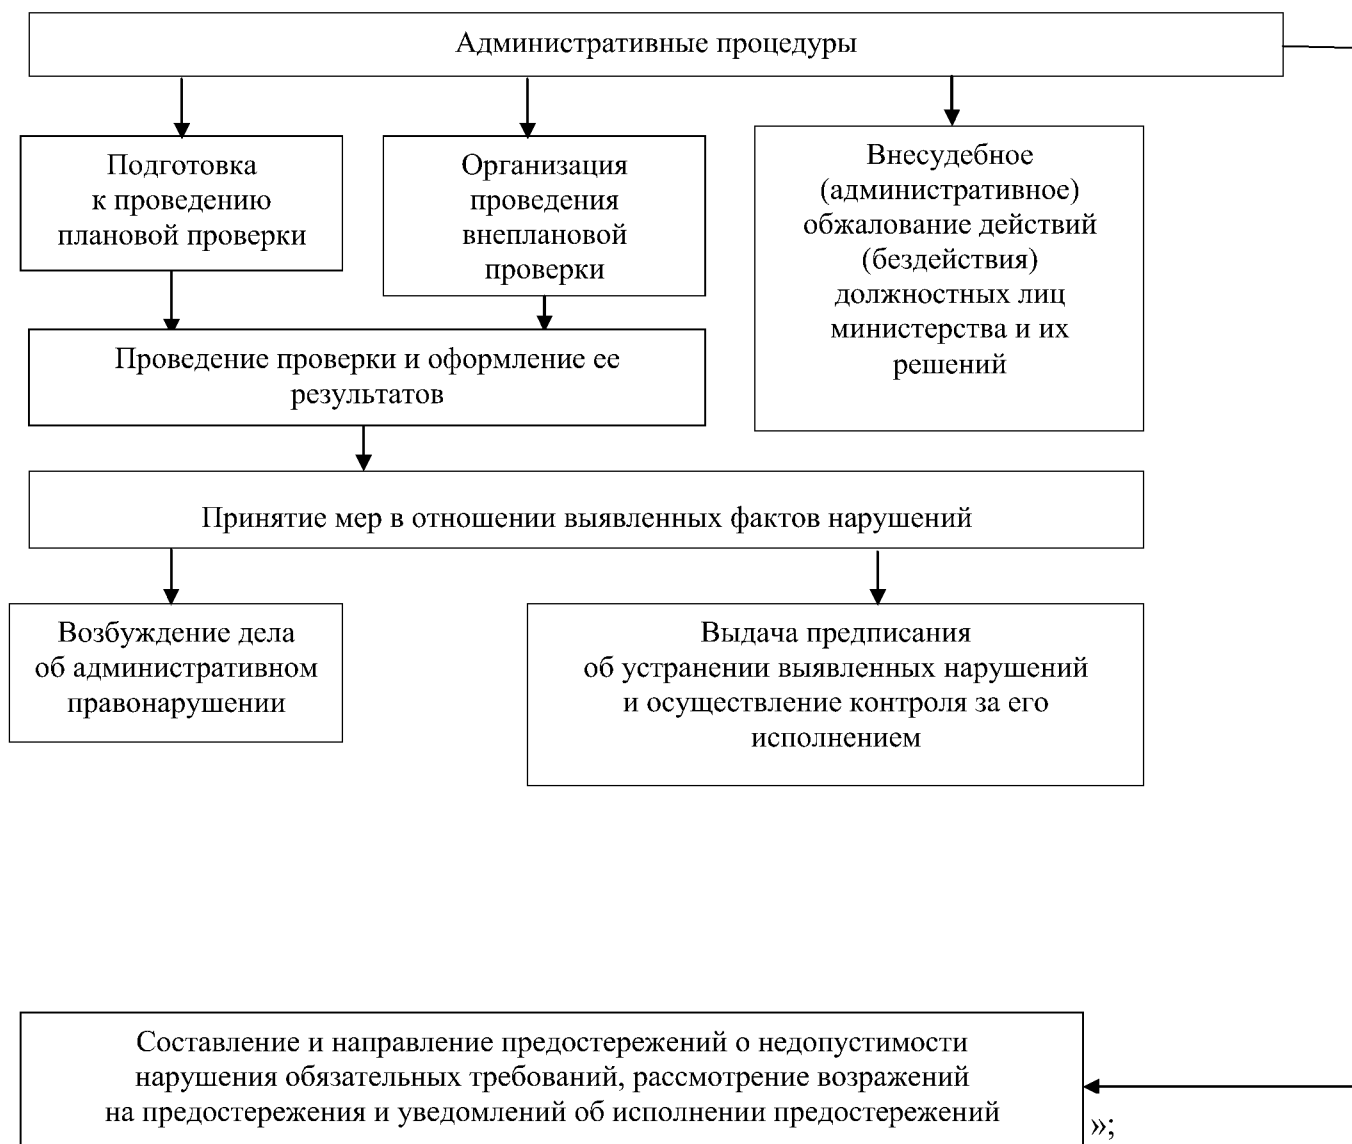 Административные процедуры
Подготовка
к проведению
плановой проверки
Организация
проведения
внеплановой
проверки
Внесудебное
(административное)
обжалование действий
(бездействия)
должностных лиц
министерства и их
решений
Проведение проверки и оформление ее
результатов
Принятие мер в отношении выявленных фактов нарушений
Возбуждение дела
об административном
правонарушении
Выдача предписания
об устранении выявленных нарушений
и осуществление контроля за его
исполнением
Составление и направление предостережений о недопустимости
нарушения обязательных требований, рассмотрение возражений
на предостережения и уведомлений об исполнении предостережений
»;